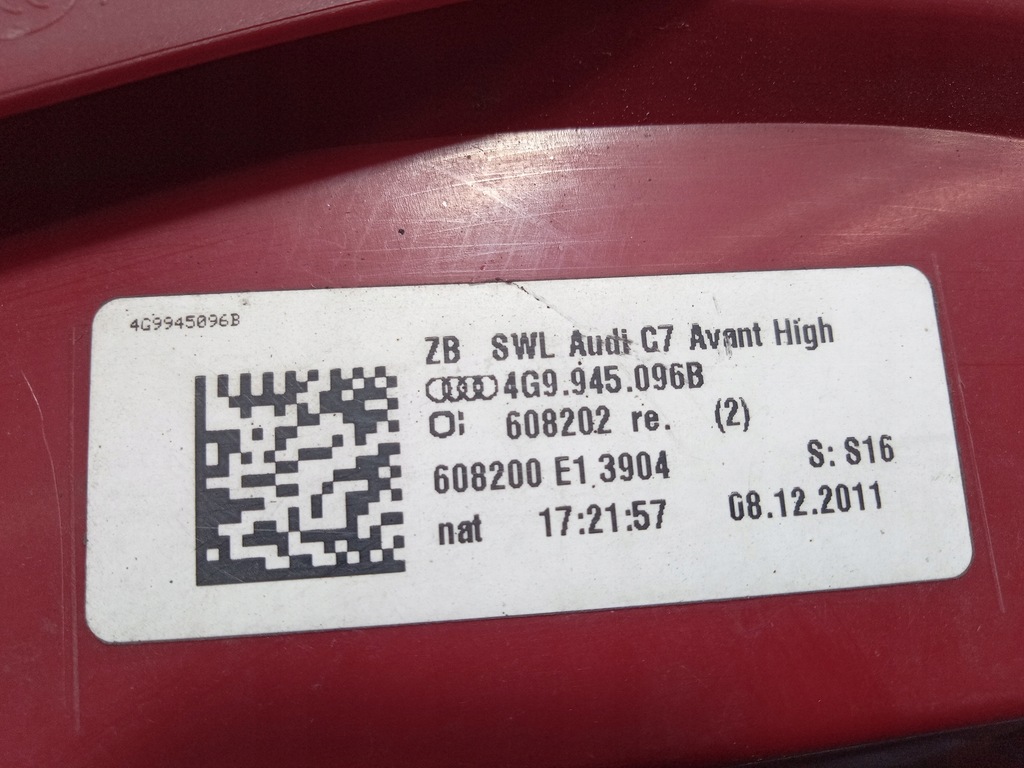 4G9945096B
ZB SWL Audi C7 Avant High
4G9.945.096B
608202 re. (2)
608200 E1 3904 S: S16
nat 17:21:57 08.12.2011